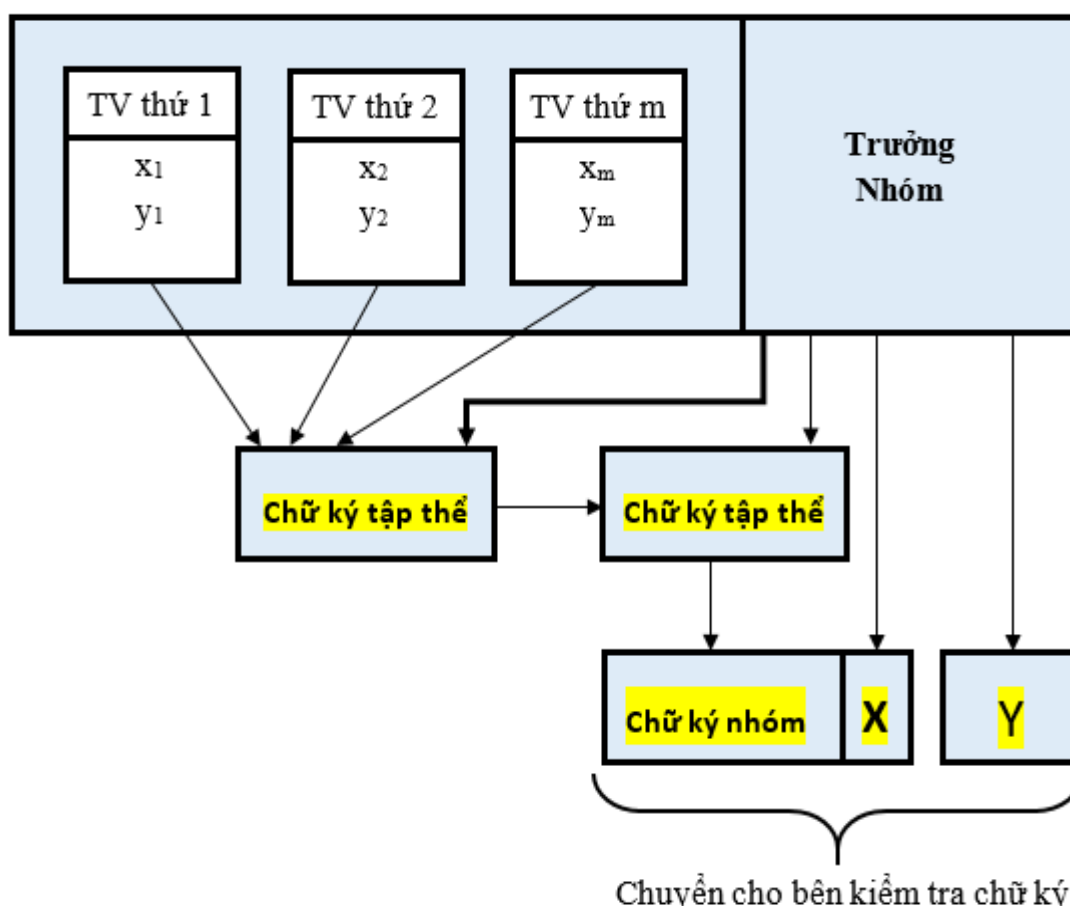 TV thứ 1
x1
y1
TV thứ 2
x2
y2
TV thứ m
xm
ym
Trưởng
Nhóm
Chữ ký tập thể
Chữ ký tập thể
Chữ ký nhóm
X
Y
Chuyển cho bên kiểm tra chữ ký